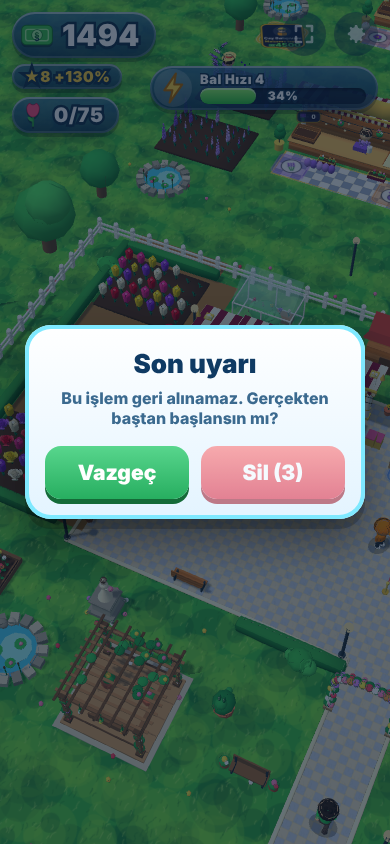 1494
★8 +130%
0/75
Bal Hızı 4
34%
0
Son uyarı
Bu işlem geri alınamaz. Gerçekten
baştan başlansın mı?
Vazgeç
Sil (3)